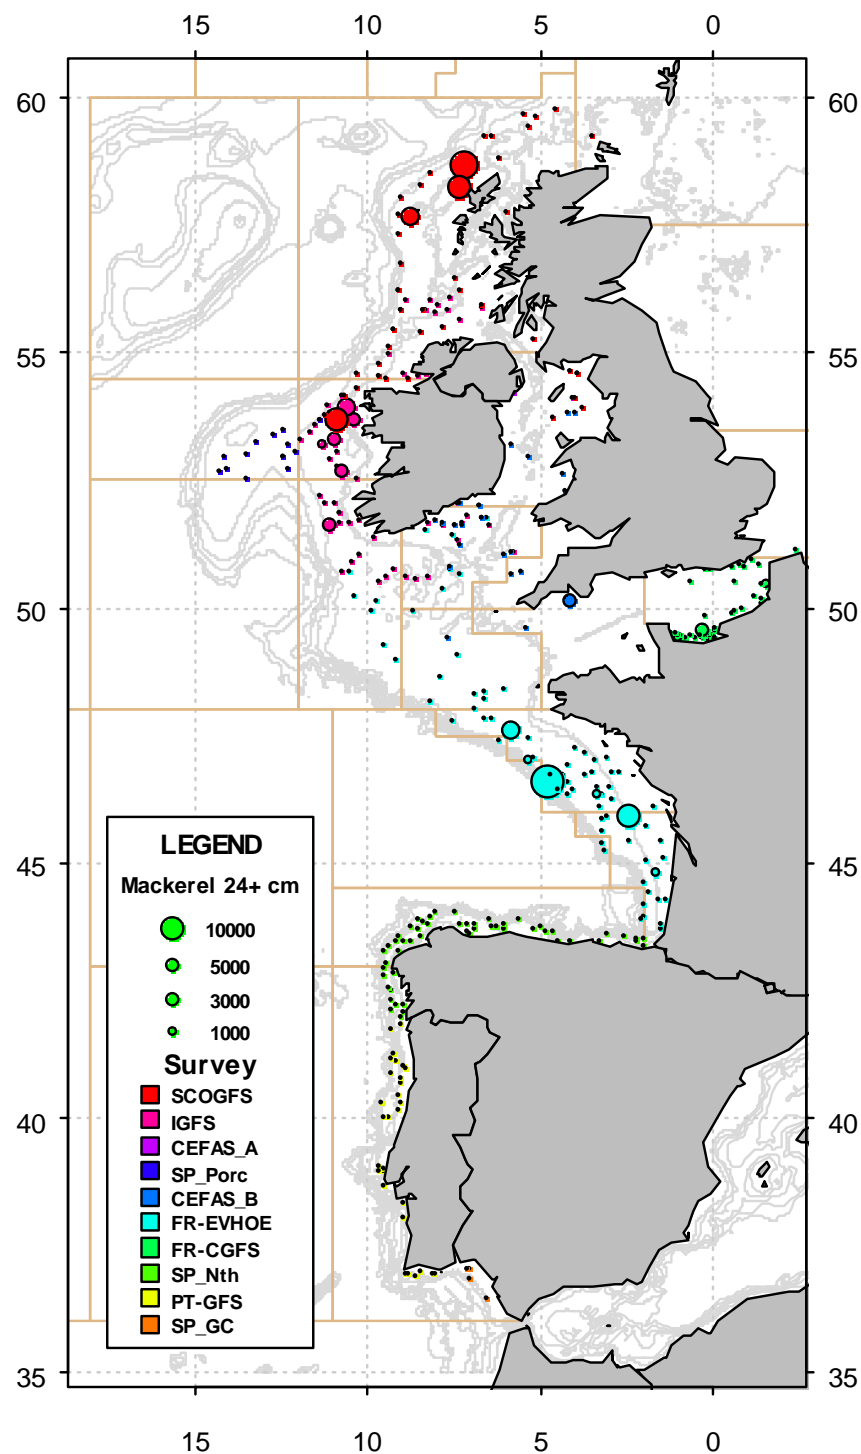 15 10 5 0
60
55
50
45
40
35
LEGEND
Mackerel 24+ cm
10000
5000
3000
1000
Survey
SCOGFS
IGFS
CEFAS_A
SP_Porc
CEFAS_B
FR-EVHOE
FR-CGFS
SP_Nth
PT-GFS
SP_GC
60
55
50
45
40
35
15 10 5 0